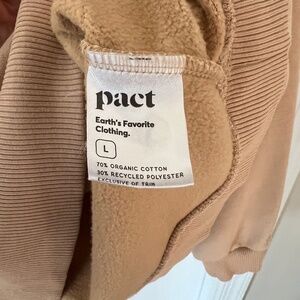 pact
Earth's Favorite
Clothing.
L
70% ORGANIC COTTON
30% RECYCLED POLYESTER
EXCLUSIVE OF TRIM